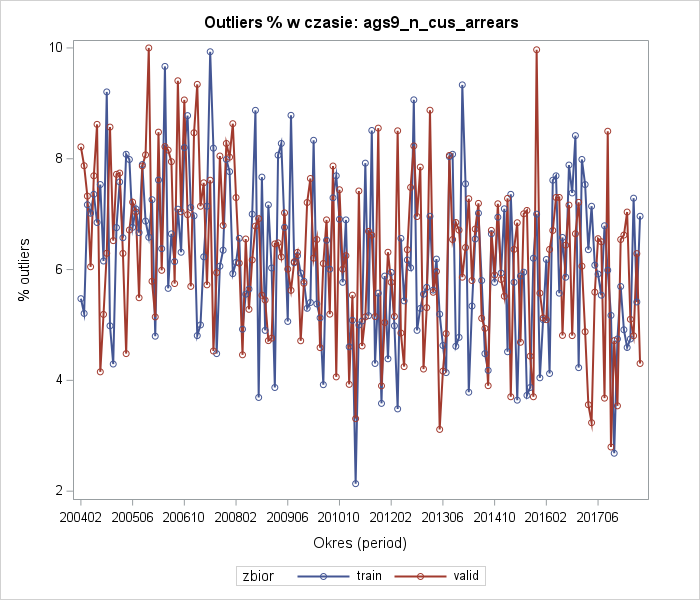 Outliers % w czasie: ags9_n_cus_arrears
% outliers
10
8
6
4
2
200402 200506 200610 200802 200906 201010 201202 201306 201410 201602 201706
Okres (period)
zbior train valid